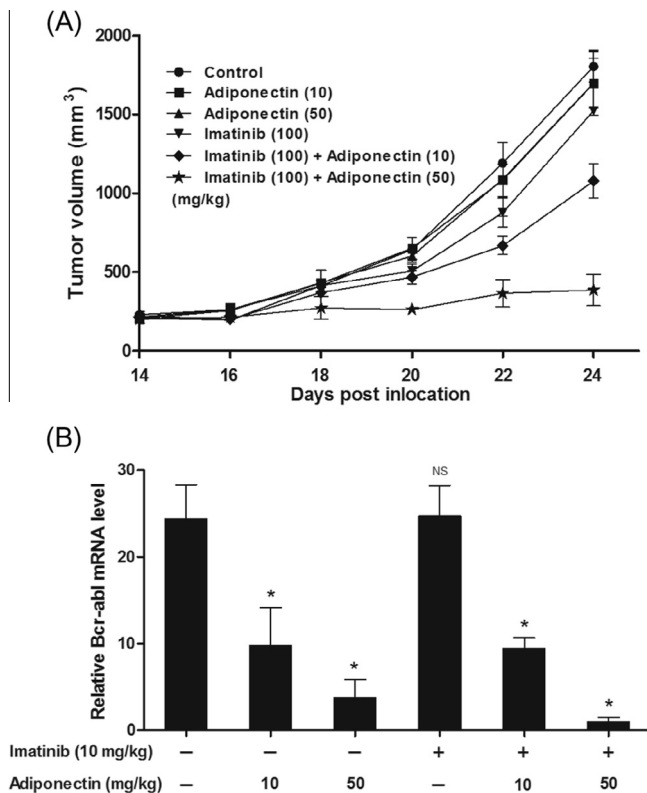 (A)
2000
1500
1000
500
0
Tumor volume (mm³)
Control
Adiponectin (10)
Adiponectin (50)
Imatinib (100)
Imatinib (100) + Adiponectin (10)
Imatinib (100) + Adiponectin (50)
(mg/kg)
14 16 18 20 22 24
Days post inlocation
(B)
30
20
10
0
Relative Bcr-abl mRNA level
* * NS * *
Imatinib (10 mg/kg) – – – + + +
Adiponectin (mg/kg) – 10 50 – 10 50